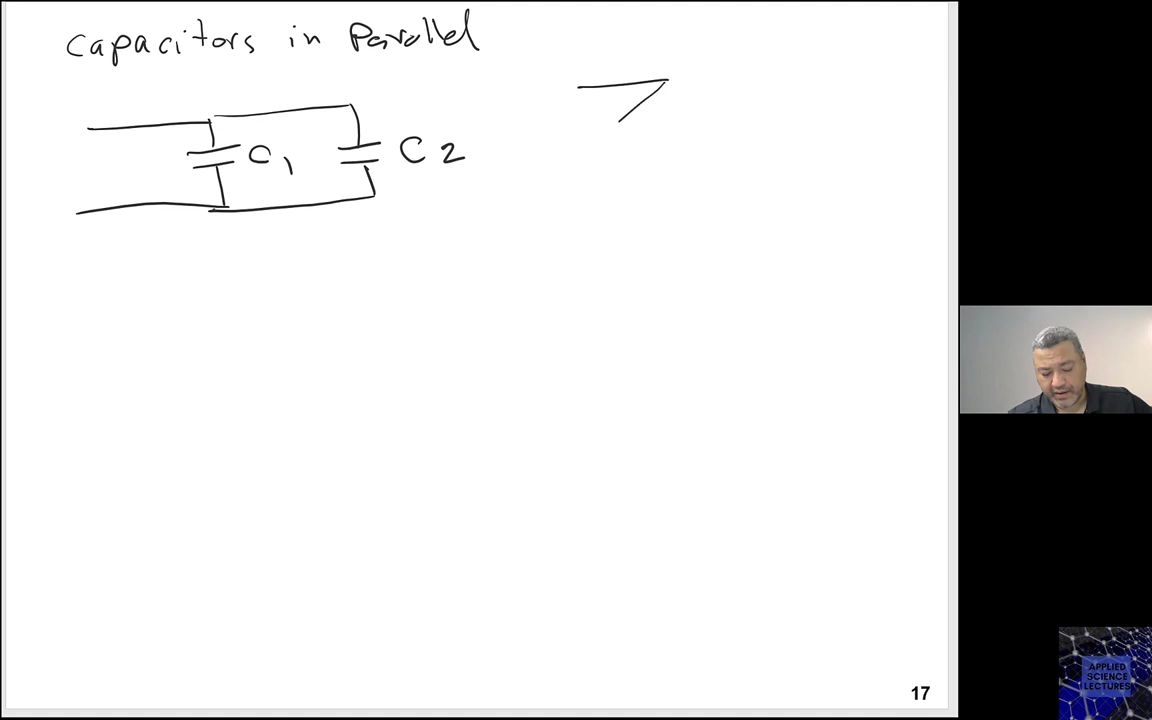 Capacitors in Parallel
C1 C2
17
APPLIED
SCIENCE
LECTURES